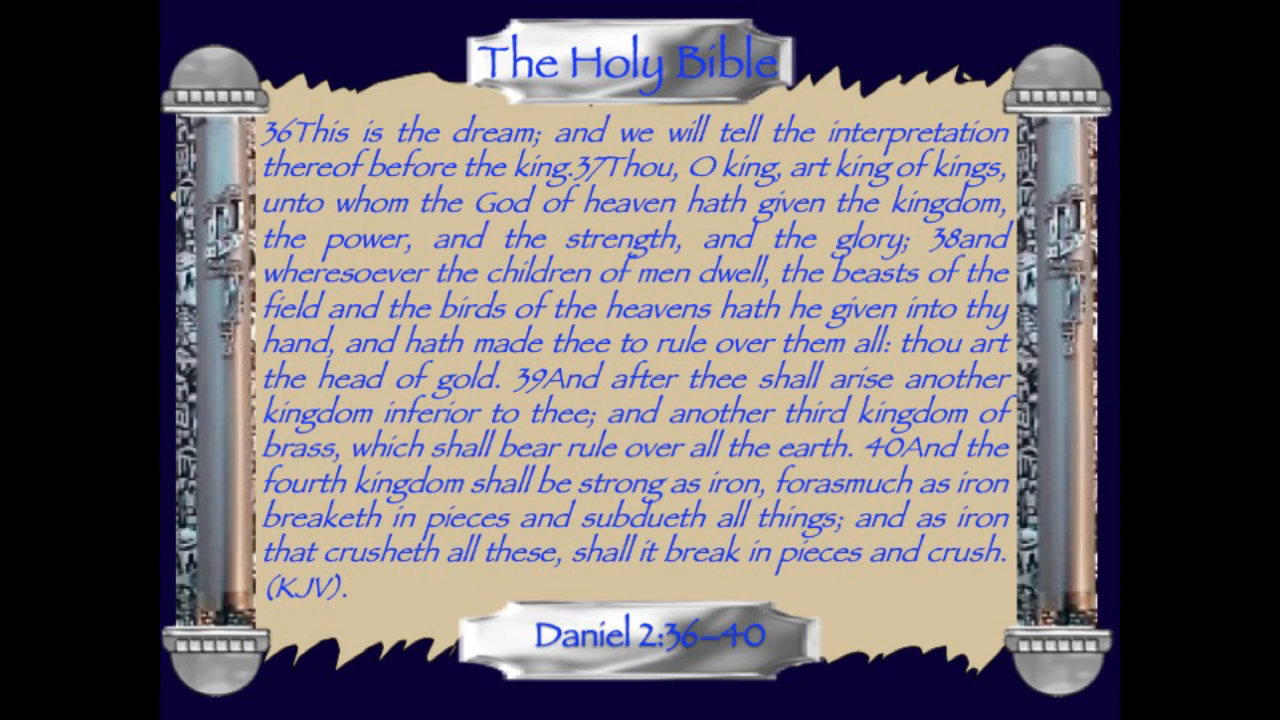 The Holy Bible
36This is the dream; and we will tell the interpretation
thereof before the king.37Thou, O king, art king of kings,
unto whom the God of heaven hath given the kingdom,
the power, and the strength, and the glory; 38and
wheresoever the children of men dwell, the beasts of the
field and the birds of the heavens hath he given into thy
hand, and hath made thee to rule over them all: thou art
the head of gold. 39And after thee shall arise another
kingdom inferior to thee; and another third kingdom of
brass, which shall bear rule over all the earth. 40And the
fourth kingdom shall be strong as iron, forasmuch as iron
breaketh in pieces and subdueth all things; and as iron
that crusheth all these, shall it break in pieces and crush.
(KJV).
Daniel 2:36–40